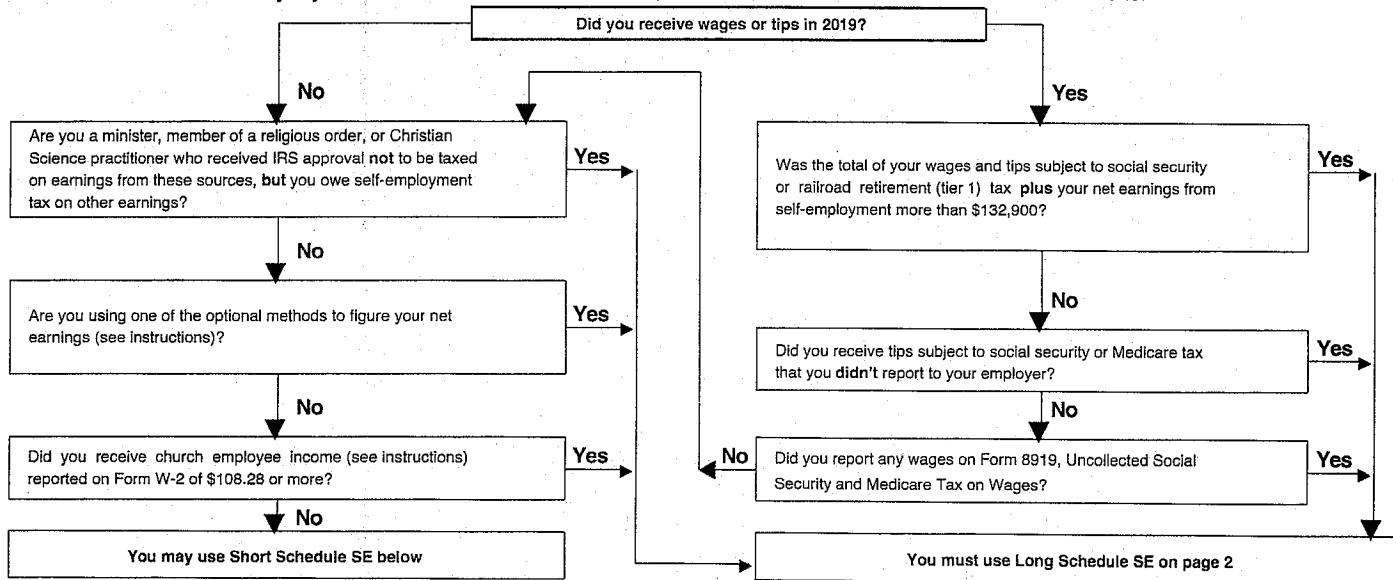 Did you receive wages or tips in 2019?
No
Yes
Are you a minister, member of a religious order, or Christian
Science practitioner who received IRS approval not to be taxed
on earnings from these sources, but you owe self-employment
tax on other earnings?
Yes
Was the total of your wages and tips subject to social security
or railroad retirement (tier 1) tax plus your net earnings from
self-employment more than $132,900?
Yes
No
No
Are you using one of the optional methods to figure your net
earnings (see instructions)?
Yes
Did you receive tips subject to social security or Medicare tax
that you didn't report to your employer?
Yes
No
No
Did you receive church employee income (see instructions)
reported on Form W-2 of $108.28 or more?
Yes
No
Did you report any wages on Form 8919, Uncollected Social
Security and Medicare Tax on Wages?
Yes
No
You may use Short Schedule SE below
You must use Long Schedule SE on page 2